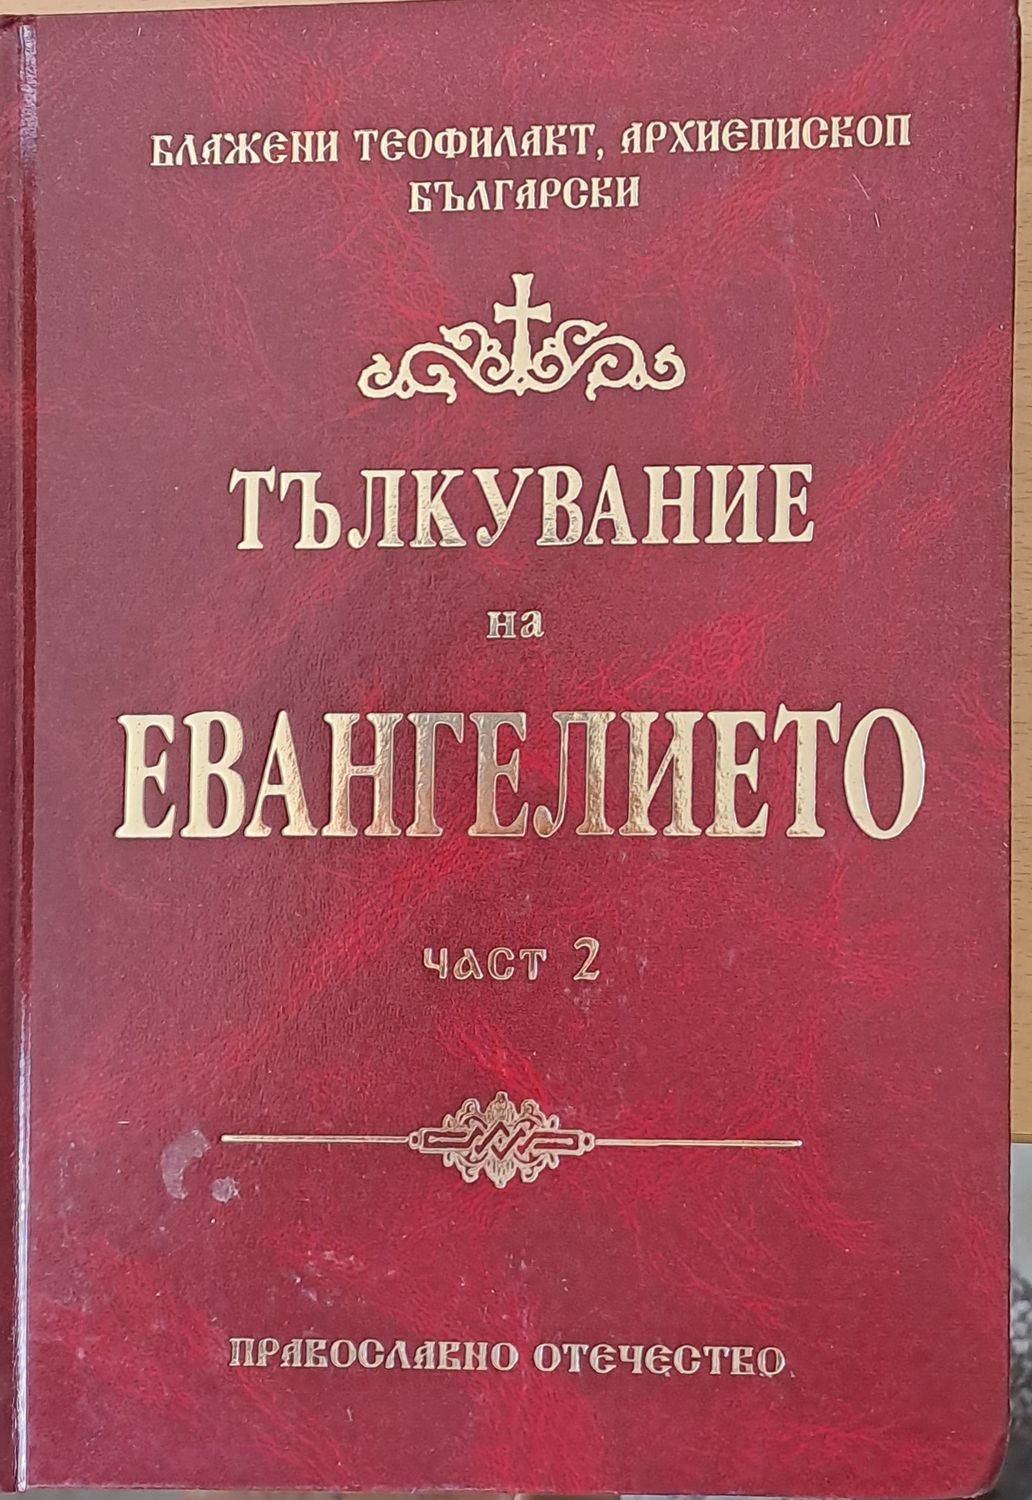 БЛАЖЕНИ ТЕОФИЛАКТ, АРХИЕПИСКОП
БЪЛГАРСКИ
ТЪЛКУВАНИЕ
на
ЕВАНГЕЛИЕТО
ЧАСТ 2
ПРАВОСЛАВНО ОТЕЧЕСТВО